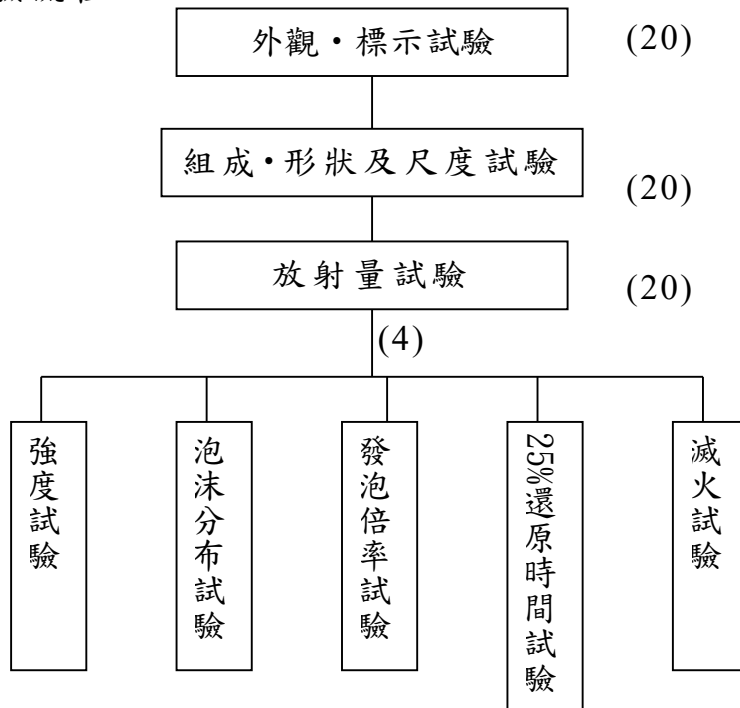 外觀·標示試驗 (20)
組成·形狀及尺度試驗 (20)
放射量試驗 (20)
(4)
強度試驗
泡沫分布試驗
發泡倍率試驗
25%還原時間試驗
滅火試驗